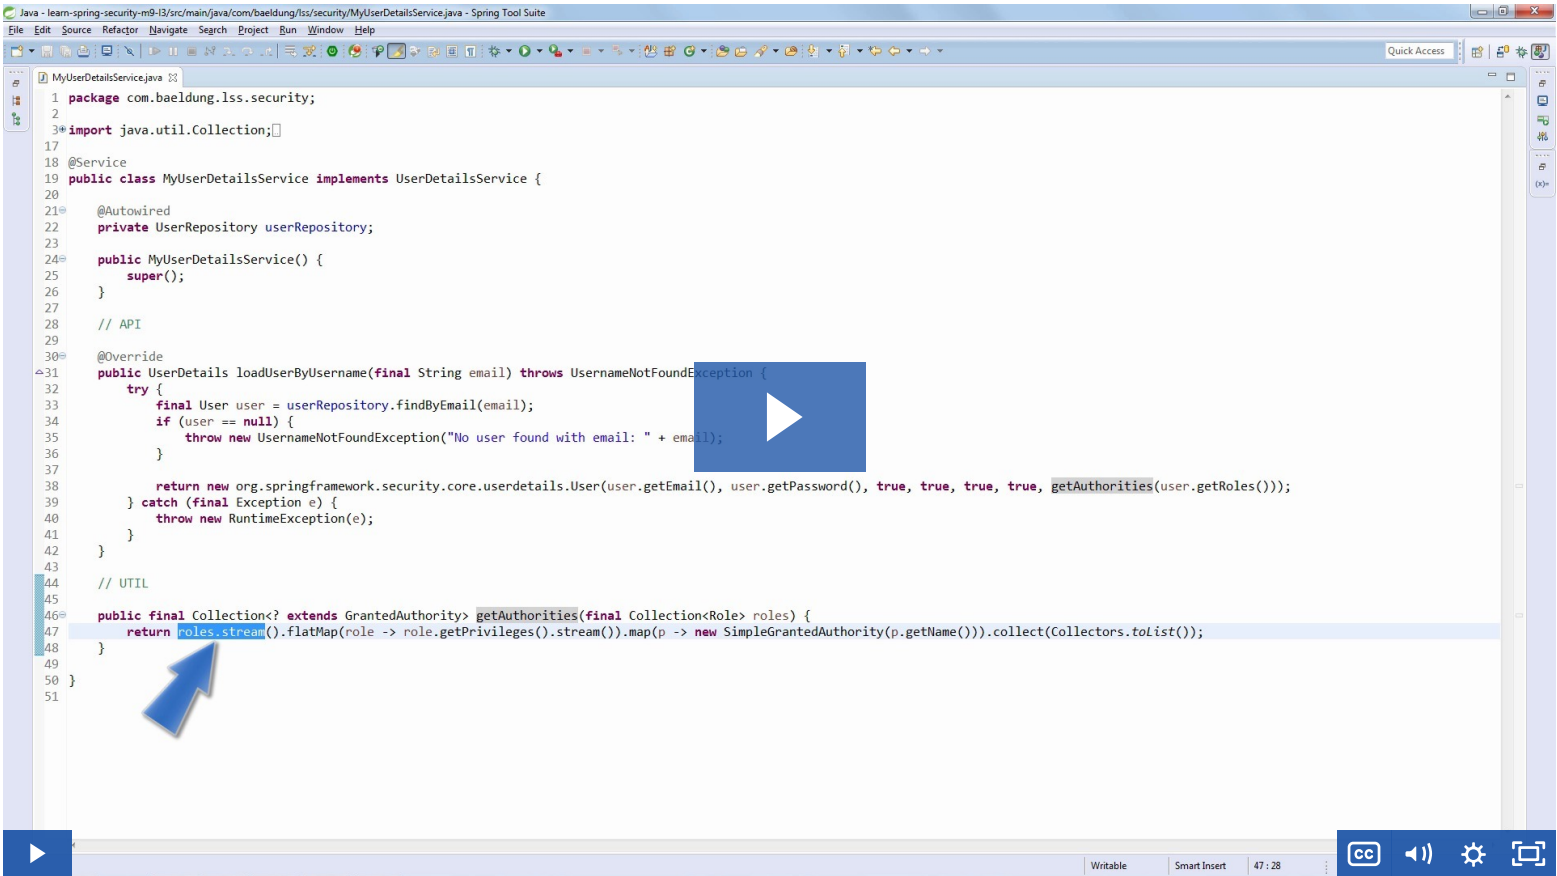 Java - learn-spring-security-m9-l3/src/main/java/com/baeldung/lss/security/MyUserDetailsService.java - Spring Tool Suite
File Edit Source Refactor Navigate Search Project Run Window Help
Quick Access
MyUserDetailsService.java
1 package com.baeldung.lss.security;
2
3 import java.util.Collection;
17
18 @Service
19 public class MyUserDetailsService implements UserDetailsService {
20
21 @Autowired
22 private UserRepository userRepository;
23
24 public MyUserDetailsService() {
25 super();
26 }
27
28 // API
29
30 @Override
31 public UserDetails loadUserByUsername(final String email) throws UsernameNotFoundException {
32 try {
33 final User user = userRepository.findByEmail(email);
34 if (user == null) {
35 throw new UsernameNotFoundException("No user found with email: " + email);
36 }
37
38 return new org.springframework.security.core.userdetails.User(user.getEmail(), user.getPassword(), true, true, true, true, getAuthorities(user.getRoles()));
39 } catch (final Exception e) {
40 throw new RuntimeException(e);
41 }
42 }
43
44 // UTIL
45
46 public final Collection<? extends GrantedAuthority> getAuthorities(final Collection<Role> roles) {
47 return roles.stream().flatMap(role -> role.getPrivileges().stream()).map(p -> new SimpleGrantedAuthority(p.getName())).collect(Collectors.toList());
48 }
49
50 }
51
(x)=
Writable Smart Insert 47 : 28
CC